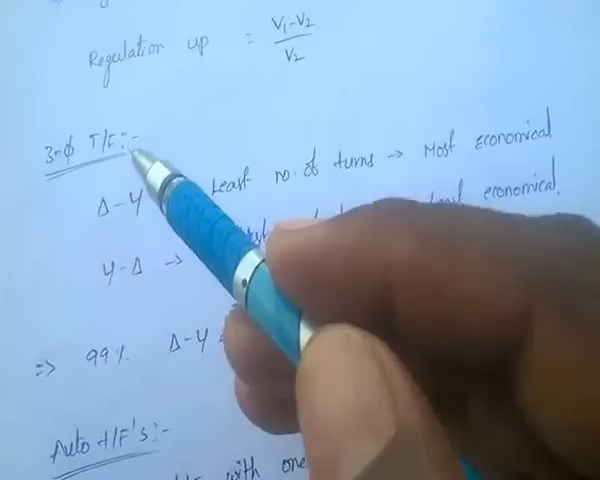 Regulation up = V₁-V₂ / V₂
3-φ T/F:-
Δ-Y least no. of turns → Most economical
Y-Δ → economical.
⇒ 99% Δ-Y
Auto t/F's:-
with one